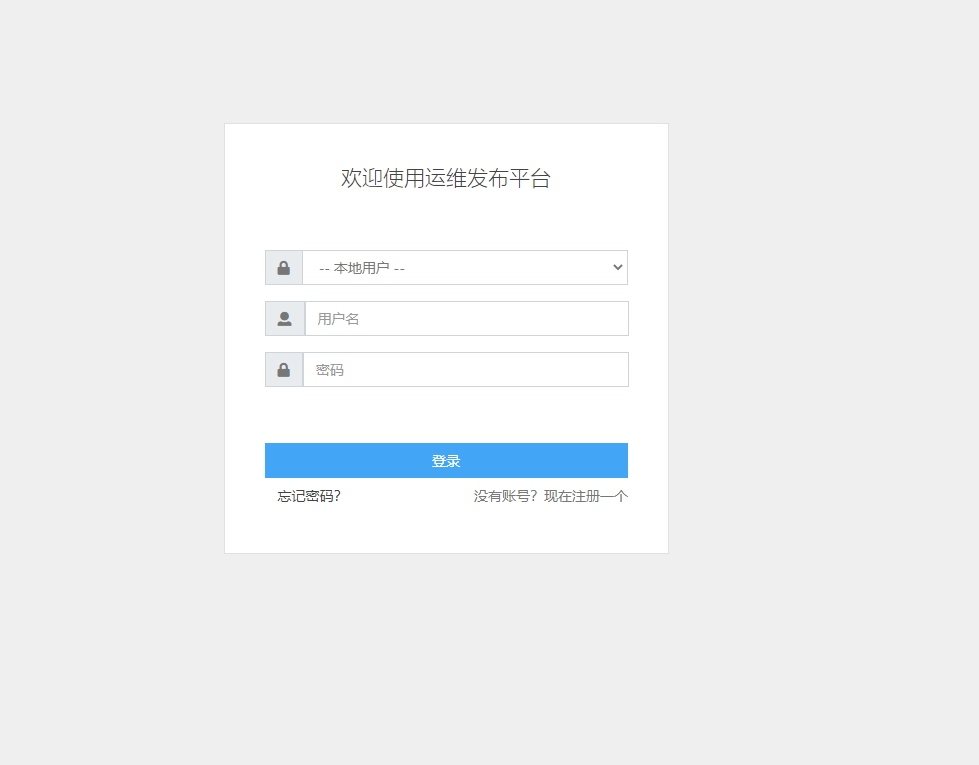 欢迎使用运维发布平台
-- 本地用户 --
用户名
密码
登录
忘记密码?
没有账号? 现在注册一个